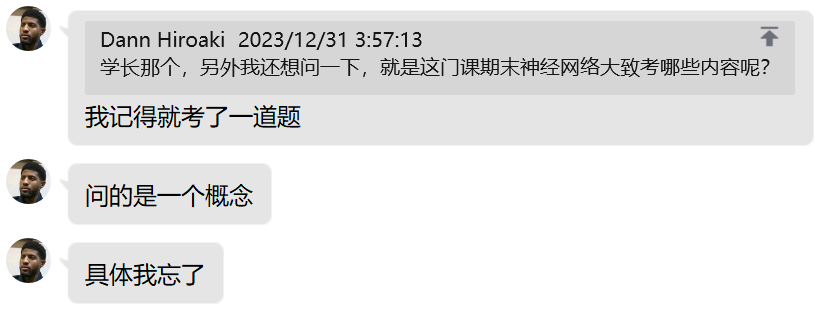 Dann Hiroaki 2023/12/31 3:57:13
学长那个，另外我还想问一下，就是这门课期末神经网络大致考哪些内容呢？
我记得就考了一道题
问的是一个概念
具体我忘了